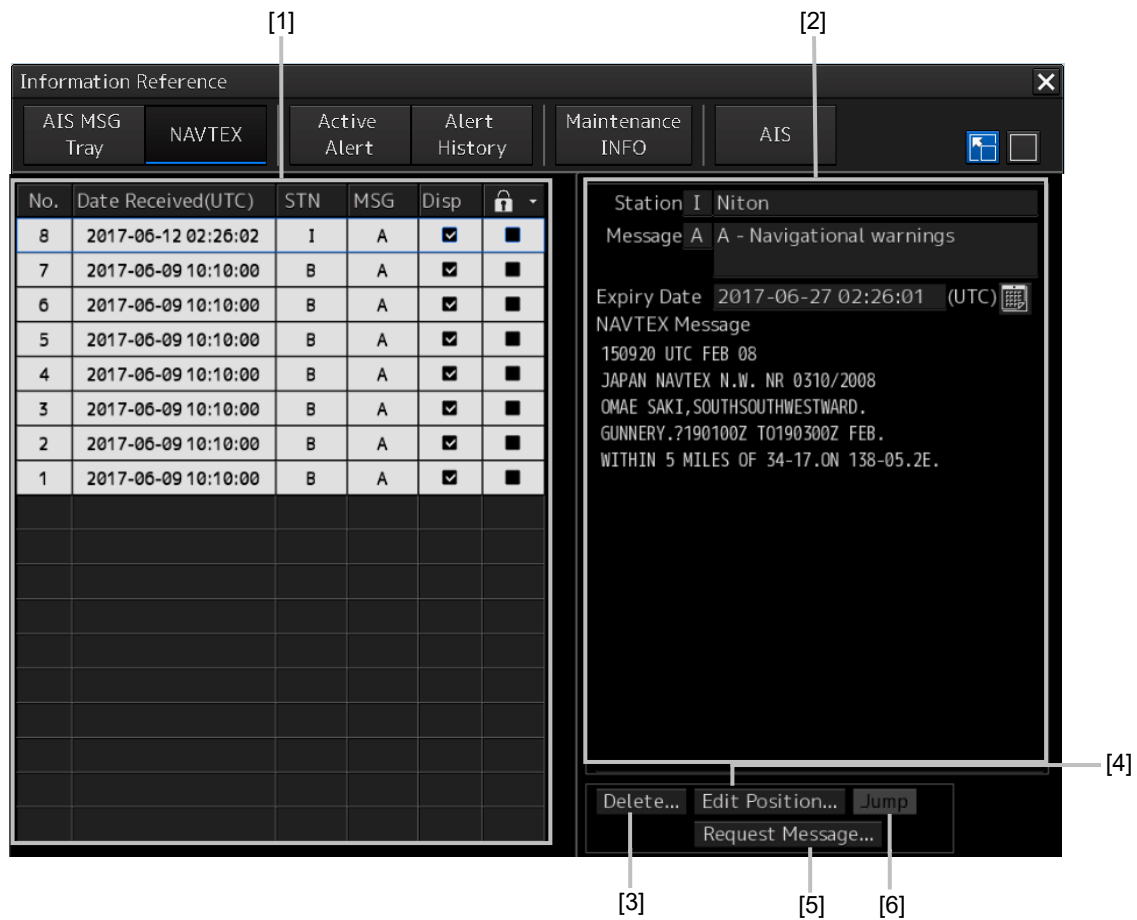 [1] [2]
Information Reference
AIS MSG Tray NAVTEX Active Alert Alert History Maintenance INFO AIS
No. Date Received(UTC) STN MSG Disp
8 2017-06-12 02:26:02 I A
7 2017-06-09 10:10:00 B A
6 2017-06-09 10:10:00 B A
5 2017-06-09 10:10:00 B A
4 2017-06-09 10:10:00 B A
3 2017-06-09 10:10:00 B A
2 2017-06-09 10:10:00 B A
1 2017-06-09 10:10:00 B A
Station I Niton
Message A A - Navigational warnings
Expiry Date 2017-06-27 02:26:01 (UTC)
NAVTEX Message
150920 UTC FEB 08
JAPAN NAVTEX N.W. NR 0310/2008
OMAE SAKI,SOUTHSOUTHWESTWARD.
GUNNERY.?190100Z TO190300Z FEB.
WITHIN 5 MILES OF 34-17.0N 138-05.2E.
[4]
Delete... Edit Position... Jump
Request Message...
[3] [5] [6]